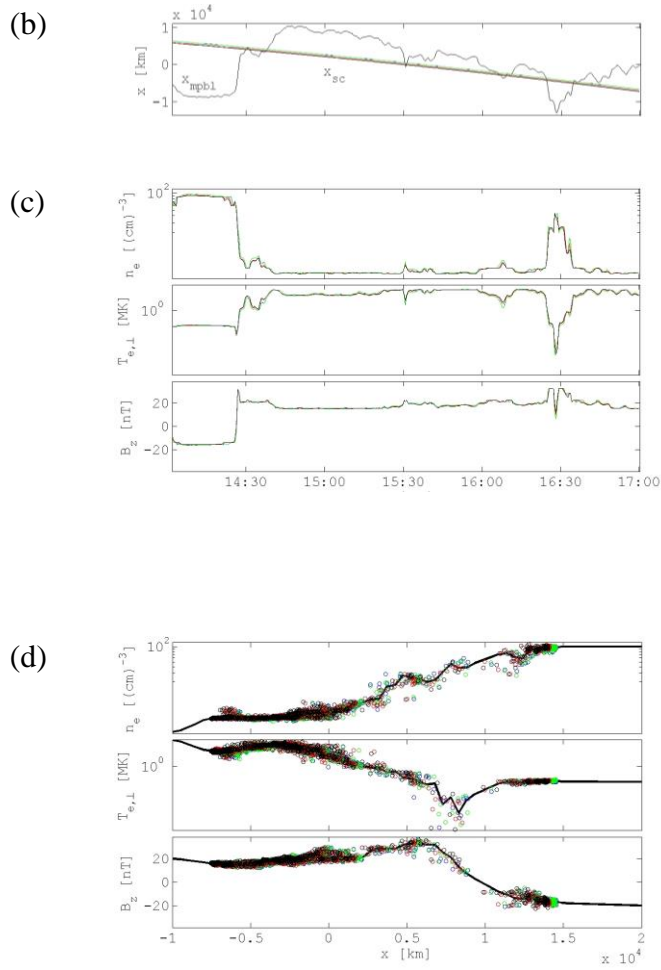 (b)
x 10^4
x [km]
1
0
-1
x_mpbl
x_sc
(c)
n_e [(cm)^-3
10^2
T_e,⊥ [MK]
10^0
B_z [nT]
20
0
-20
14:30 15:00 15:30 16:00 16:30 17:00
(d)
n_e [(cm)^-3
10^2
T_e,⊥ [MK]
10^0
B_z [nT]
20
0
-20
-1 -0.5 0 0.5 1 1.5 2
x [km]
x 10^4